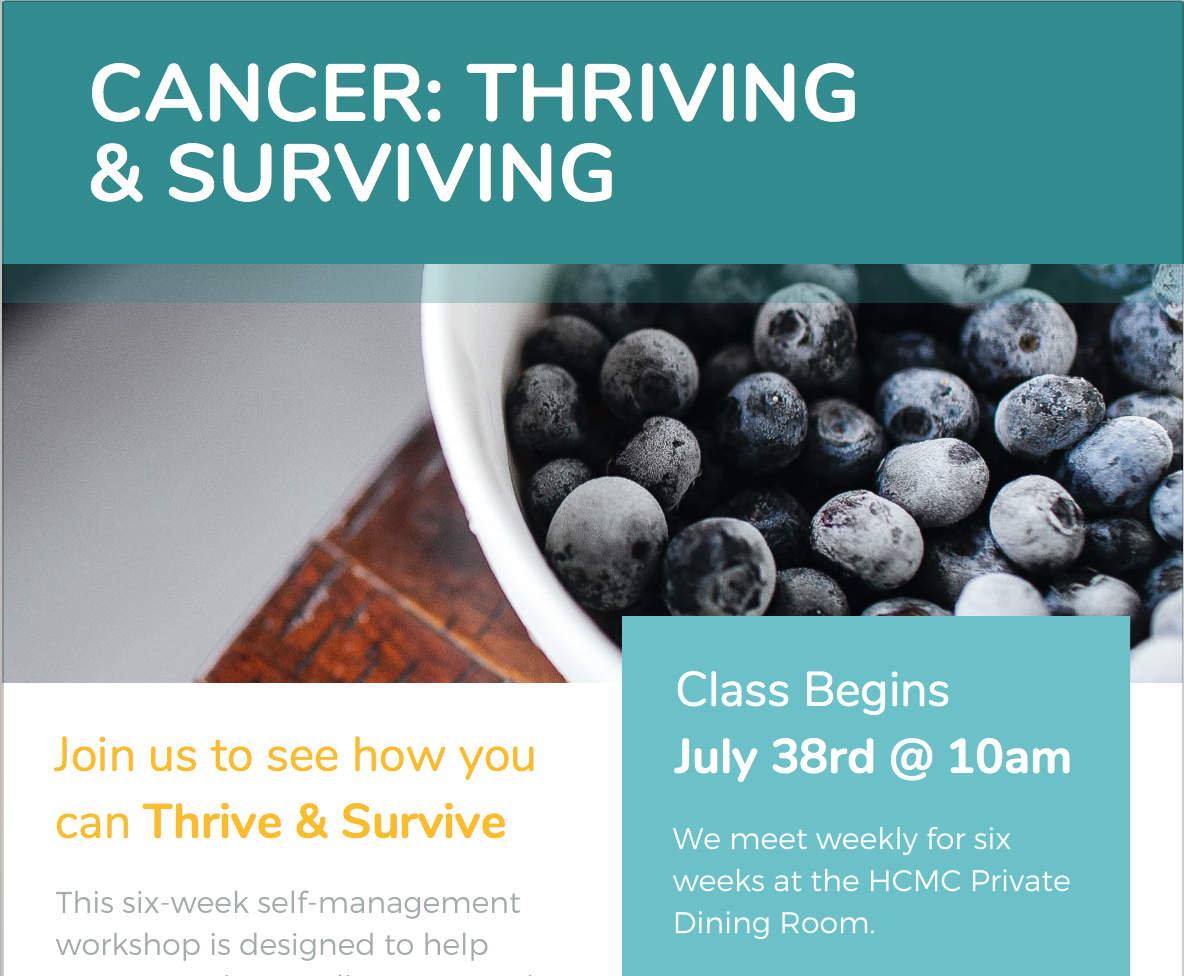 CANCER: THRIVING
& SURVIVING
Join us to see how you
can Thrive & Survive
This six-week self-management
workshop is designed to help
Class Begins
July 38rd @ 10am
We meet weekly for six
weeks at the HCMC Private
Dining Room.